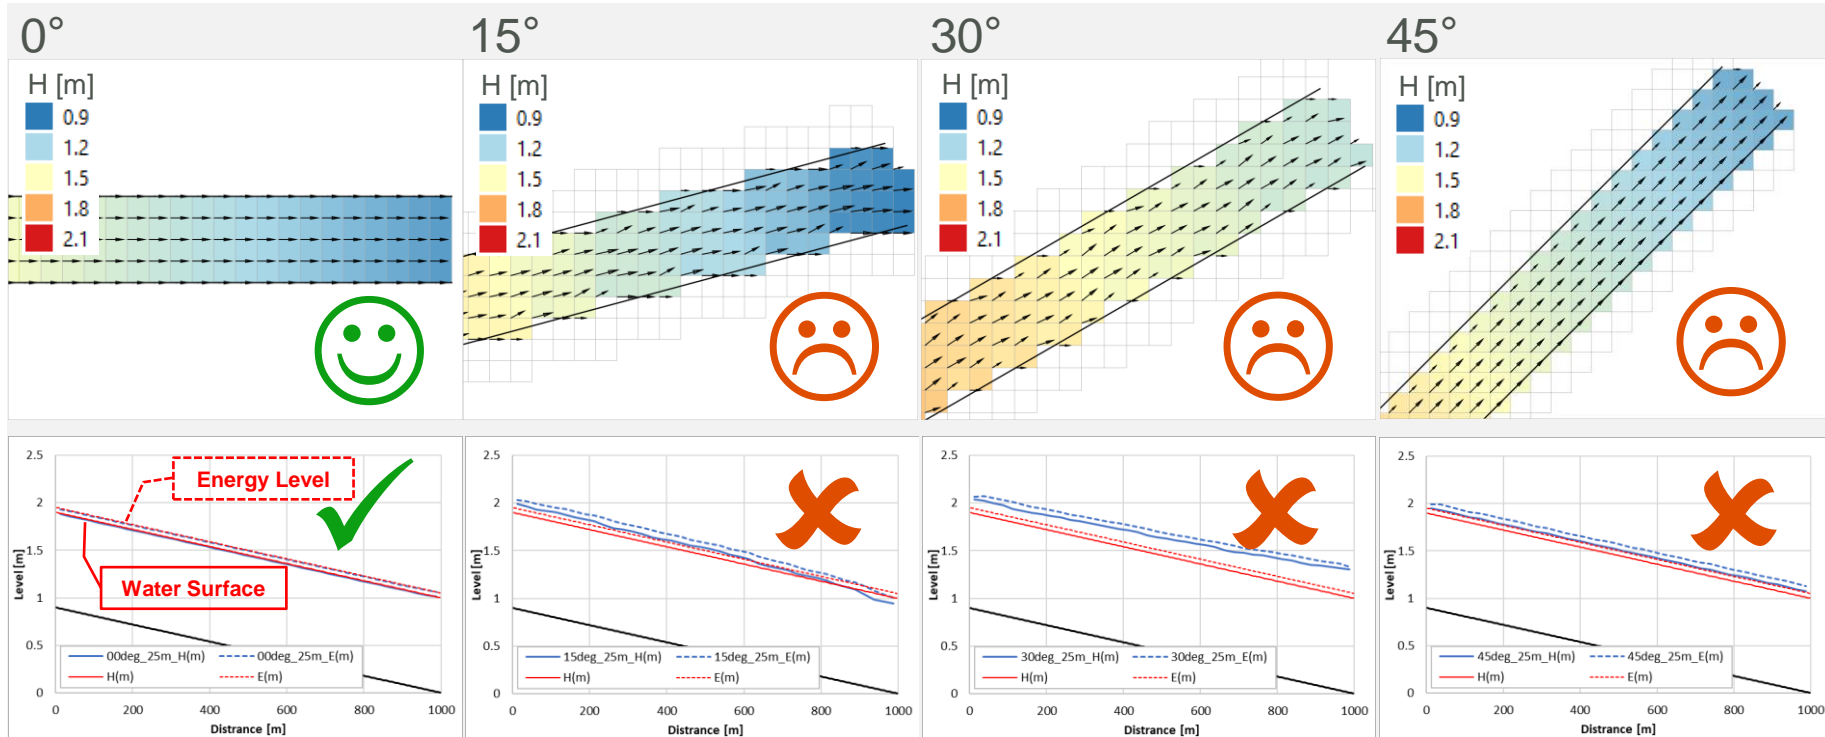 0°
15°
30°
45°
H [m]
0.9
1.2
1.5
1.8
2.1
H [m]
0.9
1.2
1.5
1.8
2.1
H [m]
0.9
1.2
1.5
1.8
2.1
H [m]
0.9
1.2
1.5
1.8
2.1
2.5
2
1.5
1
0.5
0
Level [m]
Energy Level
Water Surface
00deg_25m_H(m)
00deg_25m_E(m)
H(m)
E(m)
0
200
400
600
800
1000
Distrance [m]
2.5
2
1.5
1
0.5
0
Level [m]
15deg_25m_H(m)
15deg_25m_E(m)
H(m)
E(m)
0
200
400
600
800
1000
Distrance [m]
2.5
2
1.5
1
0.5
0
Level [m]
30deg_25m_H(m)
30deg_25m_E(m)
H(m)
E(m)
0
200
400
600
800
1000
Distrance [m]
2.5
2
1.5
1
0.5
0
Level [m]
45deg_25m_H(m)
45deg_25m_E(m)
H(m)
E(m)
0
200
400
600
800
1000
Distrance [m]